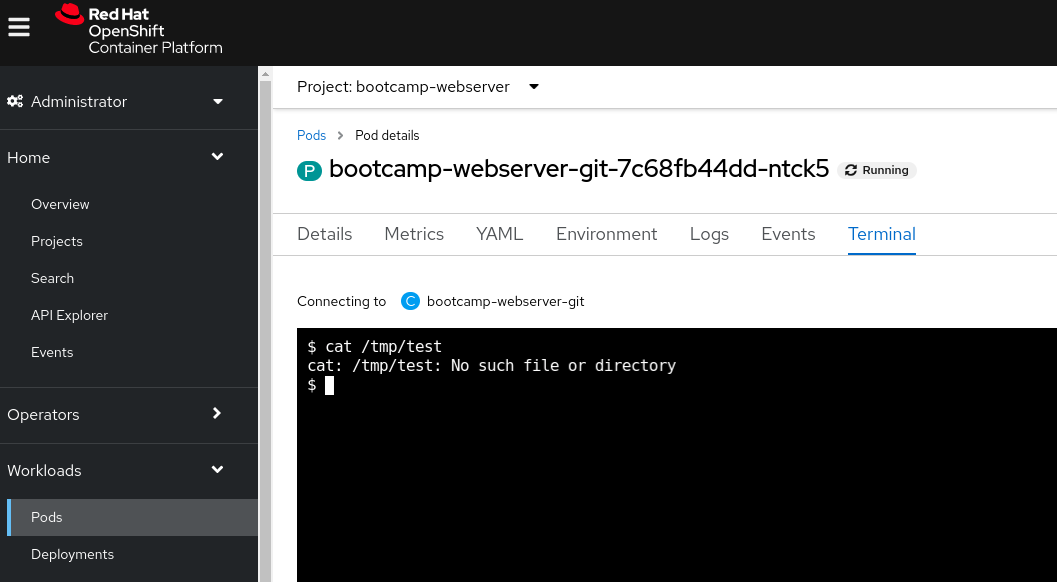 Red Hat
OpenShift
Container Platform
Administrator
Home
Overview
Projects
Search
API Explorer
Events
Operators
Workloads
Pods
Deployments
Project: bootcamp-webserver
Pods > Pod details
P bootcamp-webserver-git-7c68fb44dd-ntck5 Running
Details Metrics YAML Environment Logs Events Terminal
Connecting to C bootcamp-webserver-git
$ cat /tmp/test
cat: /tmp/test: No such file or directory
$